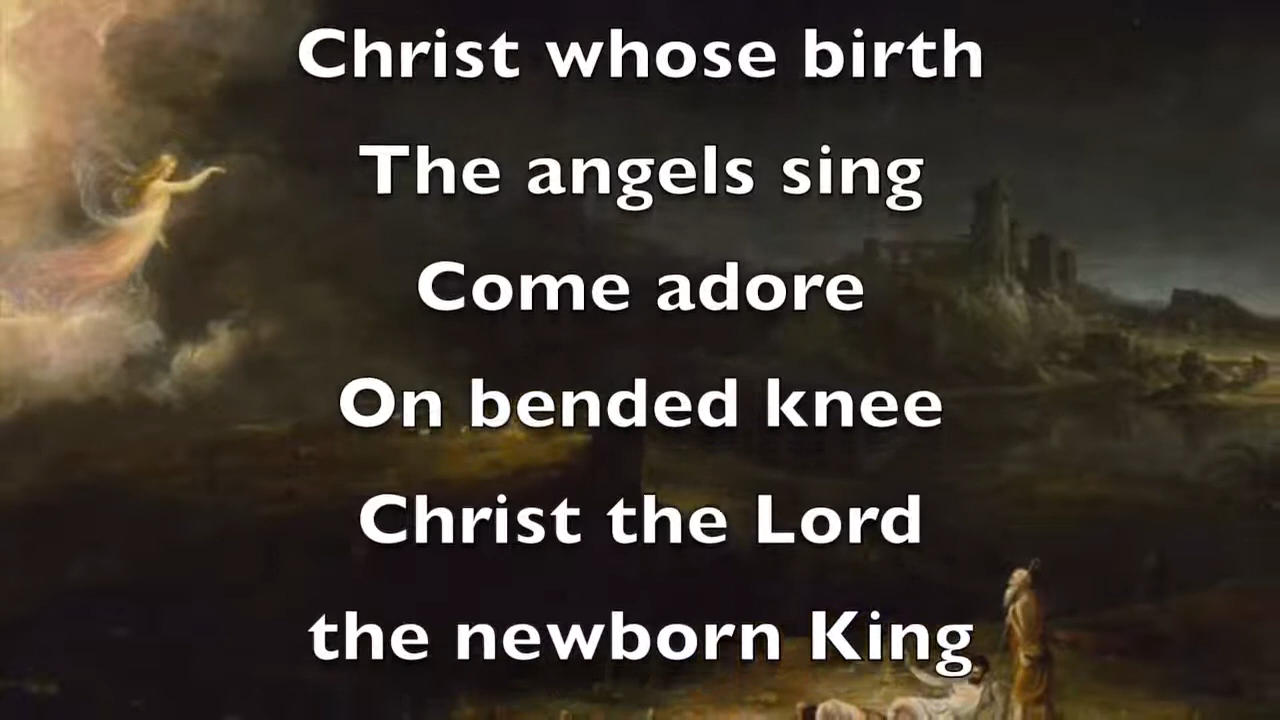 Christ whose birth
The angels sing
Come adore
On bended knee
Christ the Lord
the newborn King